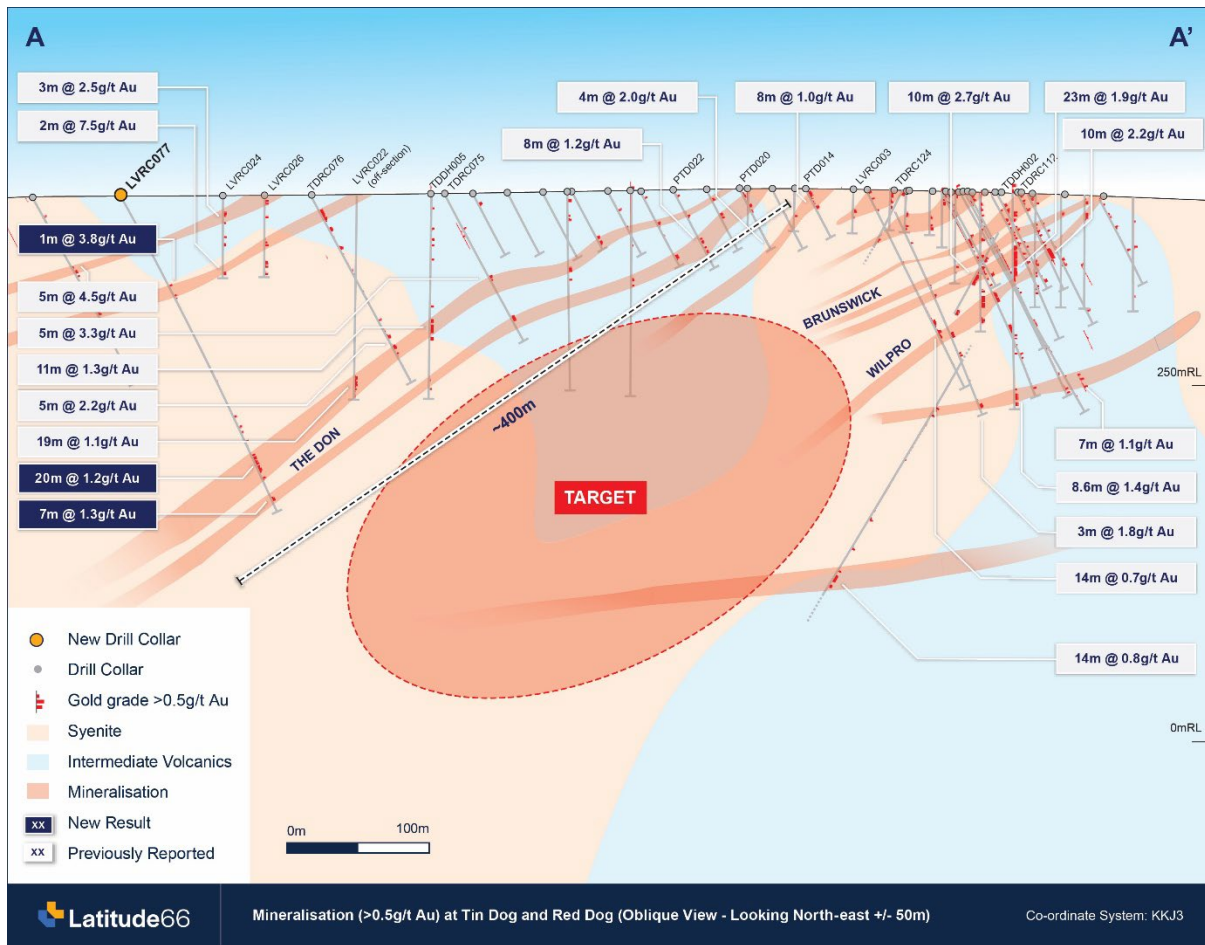 A
A'
3m @ 2.5g/t Au
2m @ 7.5g/t Au
4m @ 2.0g/t Au
8m @ 1.0g/t Au
10m @ 2.7g/t Au
23m @ 1.9g/t Au
8m @ 1.2g/t Au
10m @ 2.2g/t Au
LVRC077
LVRC024
LVRC026
TDRC076
LVRC022
(off-section)
TDDH005
TDRC075
PTD022
PTD020
PTD014
LVRC003
TDRC124
TDDH002
TDRC112
1m @ 3.8g/t Au
5m @ 4.5g/t Au
5m @ 3.3g/t Au
11m @ 1.3g/t Au
5m @ 2.2g/t Au
19m @ 1.1g/t Au
20m @ 1.2g/t Au
7m @ 1.3g/t Au
THE DON
~400m
BRUNSWICK
WILPRO
TARGET
250mRL
7m @ 1.1g/t Au
8.6m @ 1.4g/t Au
3m @ 1.8g/t Au
14m @ 0.7g/t Au
14m @ 0.8g/t Au
0mRL
New Drill Collar
Drill Collar
Gold grade >0.5g/t Au
Syenite
Intermediate Volcanics
Mineralisation
XX New Result
XX Previously Reported
0m 100m
Latitude66
Mineralisation (>0.5g/t Au) at Tin Dog and Red Dog (Oblique View - Looking North-east +/- 50m)
Co-ordinate System: KKJ3